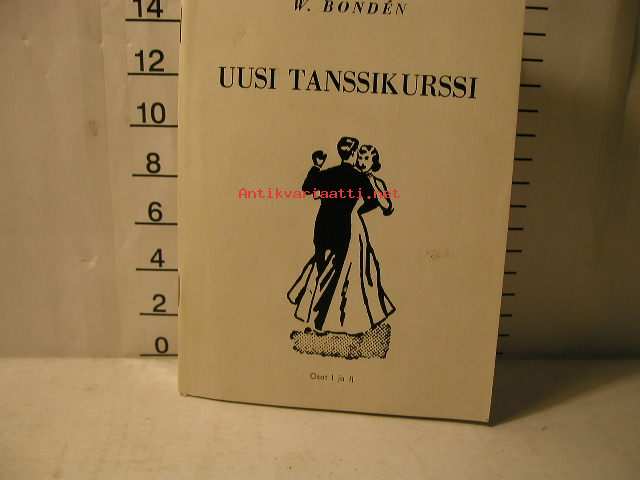 W. BONDÉN
UUSI TANSSIKURSSI
Antikvariaatti.net
Osat I ja II
14
12
10
8
6
4
2
0